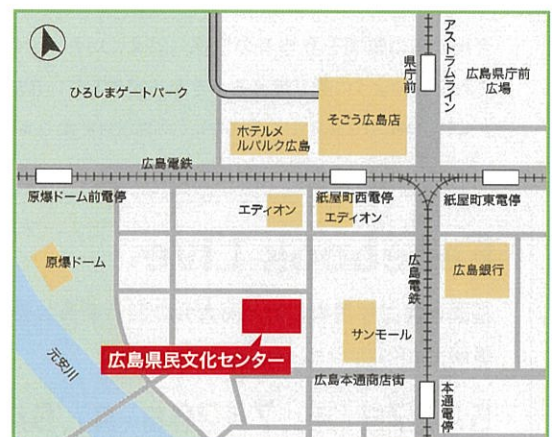 アストラムライン
県庁前
広島県庁前
広場
ひろしまゲートパーク
そごう広島店
ホテルメ
ルパルク広島
広島電鉄
原爆ドーム前電停
紙屋町西電停
紙屋町東電停
エディオン
エディオン
原爆ドーム
広島電鉄
広島銀行
サンモール
元安川
広島県民文化センター
広島本通商店街
本通電停